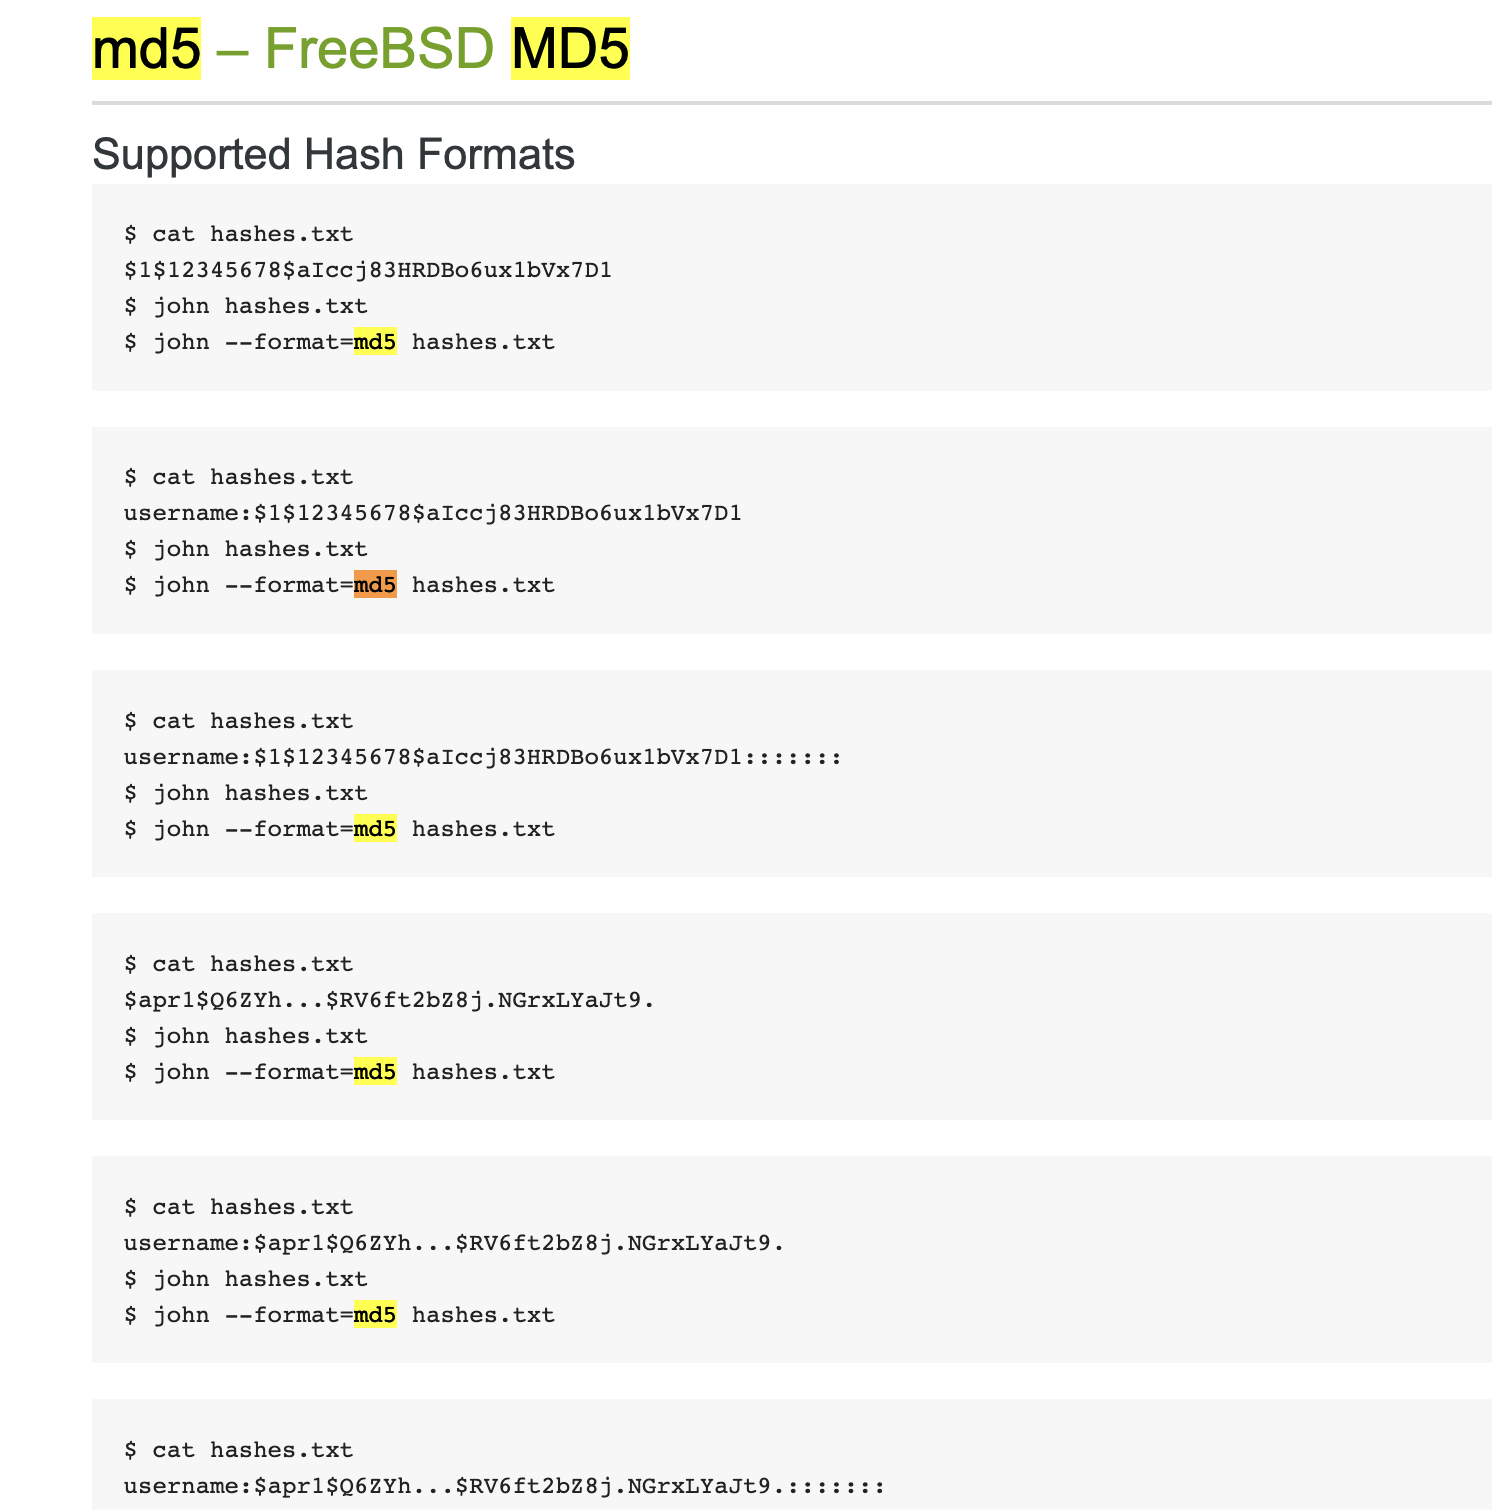 md5 – FreeBSD MD5
Supported Hash Formats
$ cat hashes.txt
$1$12345678$aIccj83HRDBo6ux1bVx7D1
$ john hashes.txt
$ john --format=md5 hashes.txt
$ cat hashes.txt
username:$1$12345678$aIccj83HRDBo6ux1bVx7D1
$ john hashes.txt
$ john --format=md5 hashes.txt
$ cat hashes.txt
username:$1$12345678$aIccj83HRDBo6ux1bVx7D1:::::::
$ john hashes.txt
$ john --format=md5 hashes.txt
$ cat hashes.txt
$apr1$Q6ZYh...$RV6ft2bZ8j.NGrxLYaJt9.
$ john hashes.txt
$ john --format=md5 hashes.txt
$ cat hashes.txt
username:$apr1$Q6ZYh...$RV6ft2bZ8j.NGrxLYaJt9.
$ john hashes.txt
$ john --format=md5 hashes.txt
$ cat hashes.txt
username:$apr1$Q6ZYh...$RV6ft2bZ8j.NGrxLYaJt9.:::::::